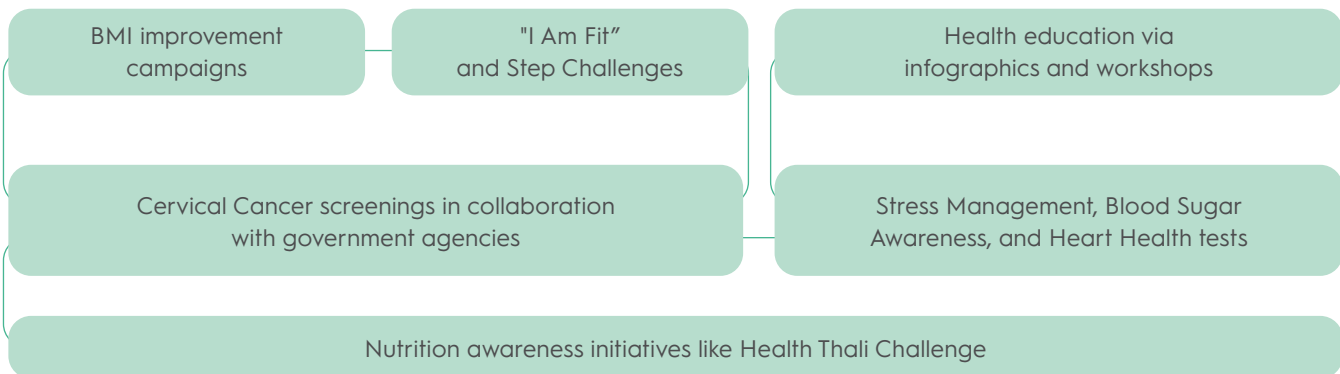 BMI improvement
campaigns
"I Am Fit”
and Step Challenges
Health education via
infographics and workshops
Cervical Cancer screenings in collaboration
with government agencies
Stress Management, Blood Sugar
Awareness, and Heart Health tests
Nutrition awareness initiatives like Health Thali Challenge